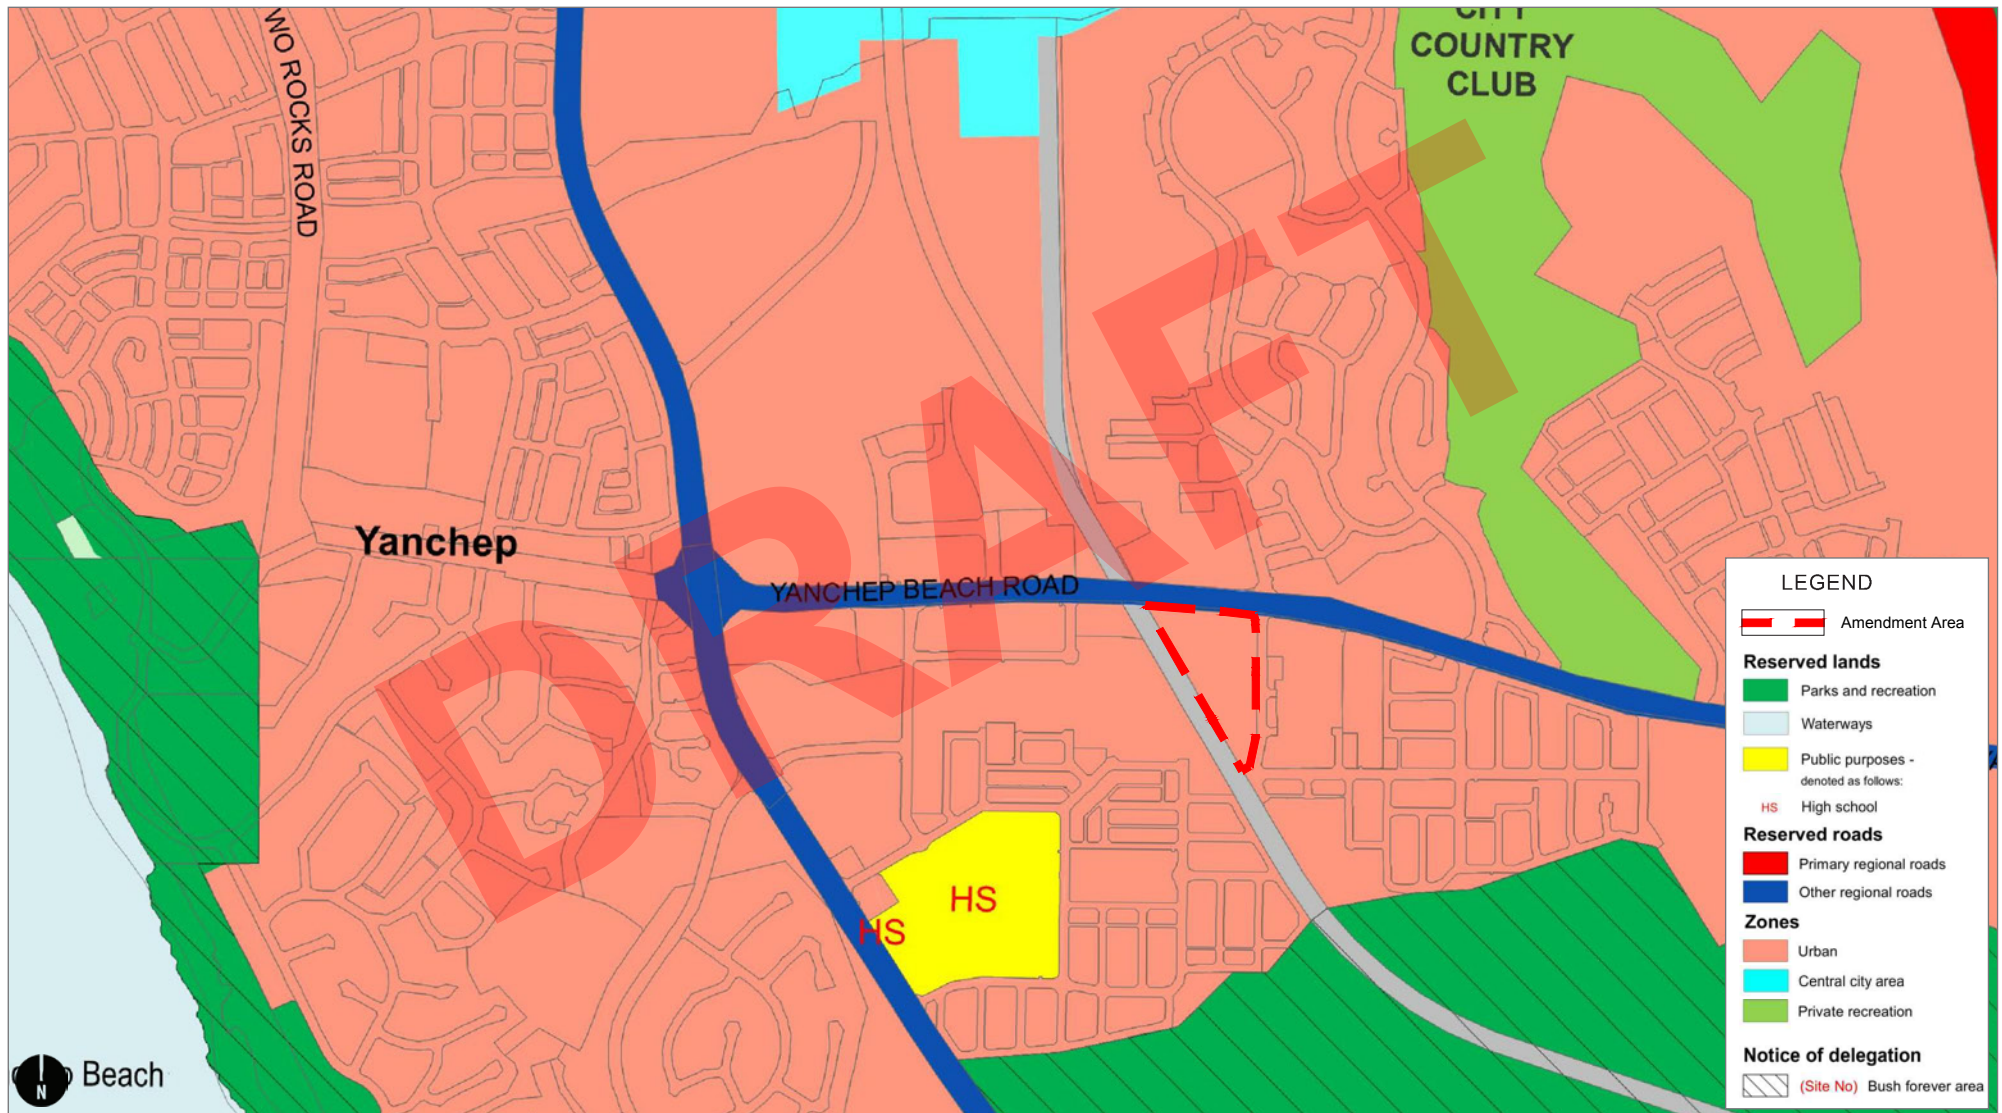 WO ROCKS ROAD
CITY
COUNTRY
CLUB
DRAFT
Yanchep
YANCHEP BEACH ROAD
HS
HS
Beach
N
LEGEND
Amendment Area
Reserved lands
Parks and recreation
Waterways
Public purposes -
denoted as follows:
HS High school
Reserved roads
Primary regional roads
Other regional roads
Zones
Urban
Central city area
Private recreation
Notice of delegation
(Site No) Bush forever area